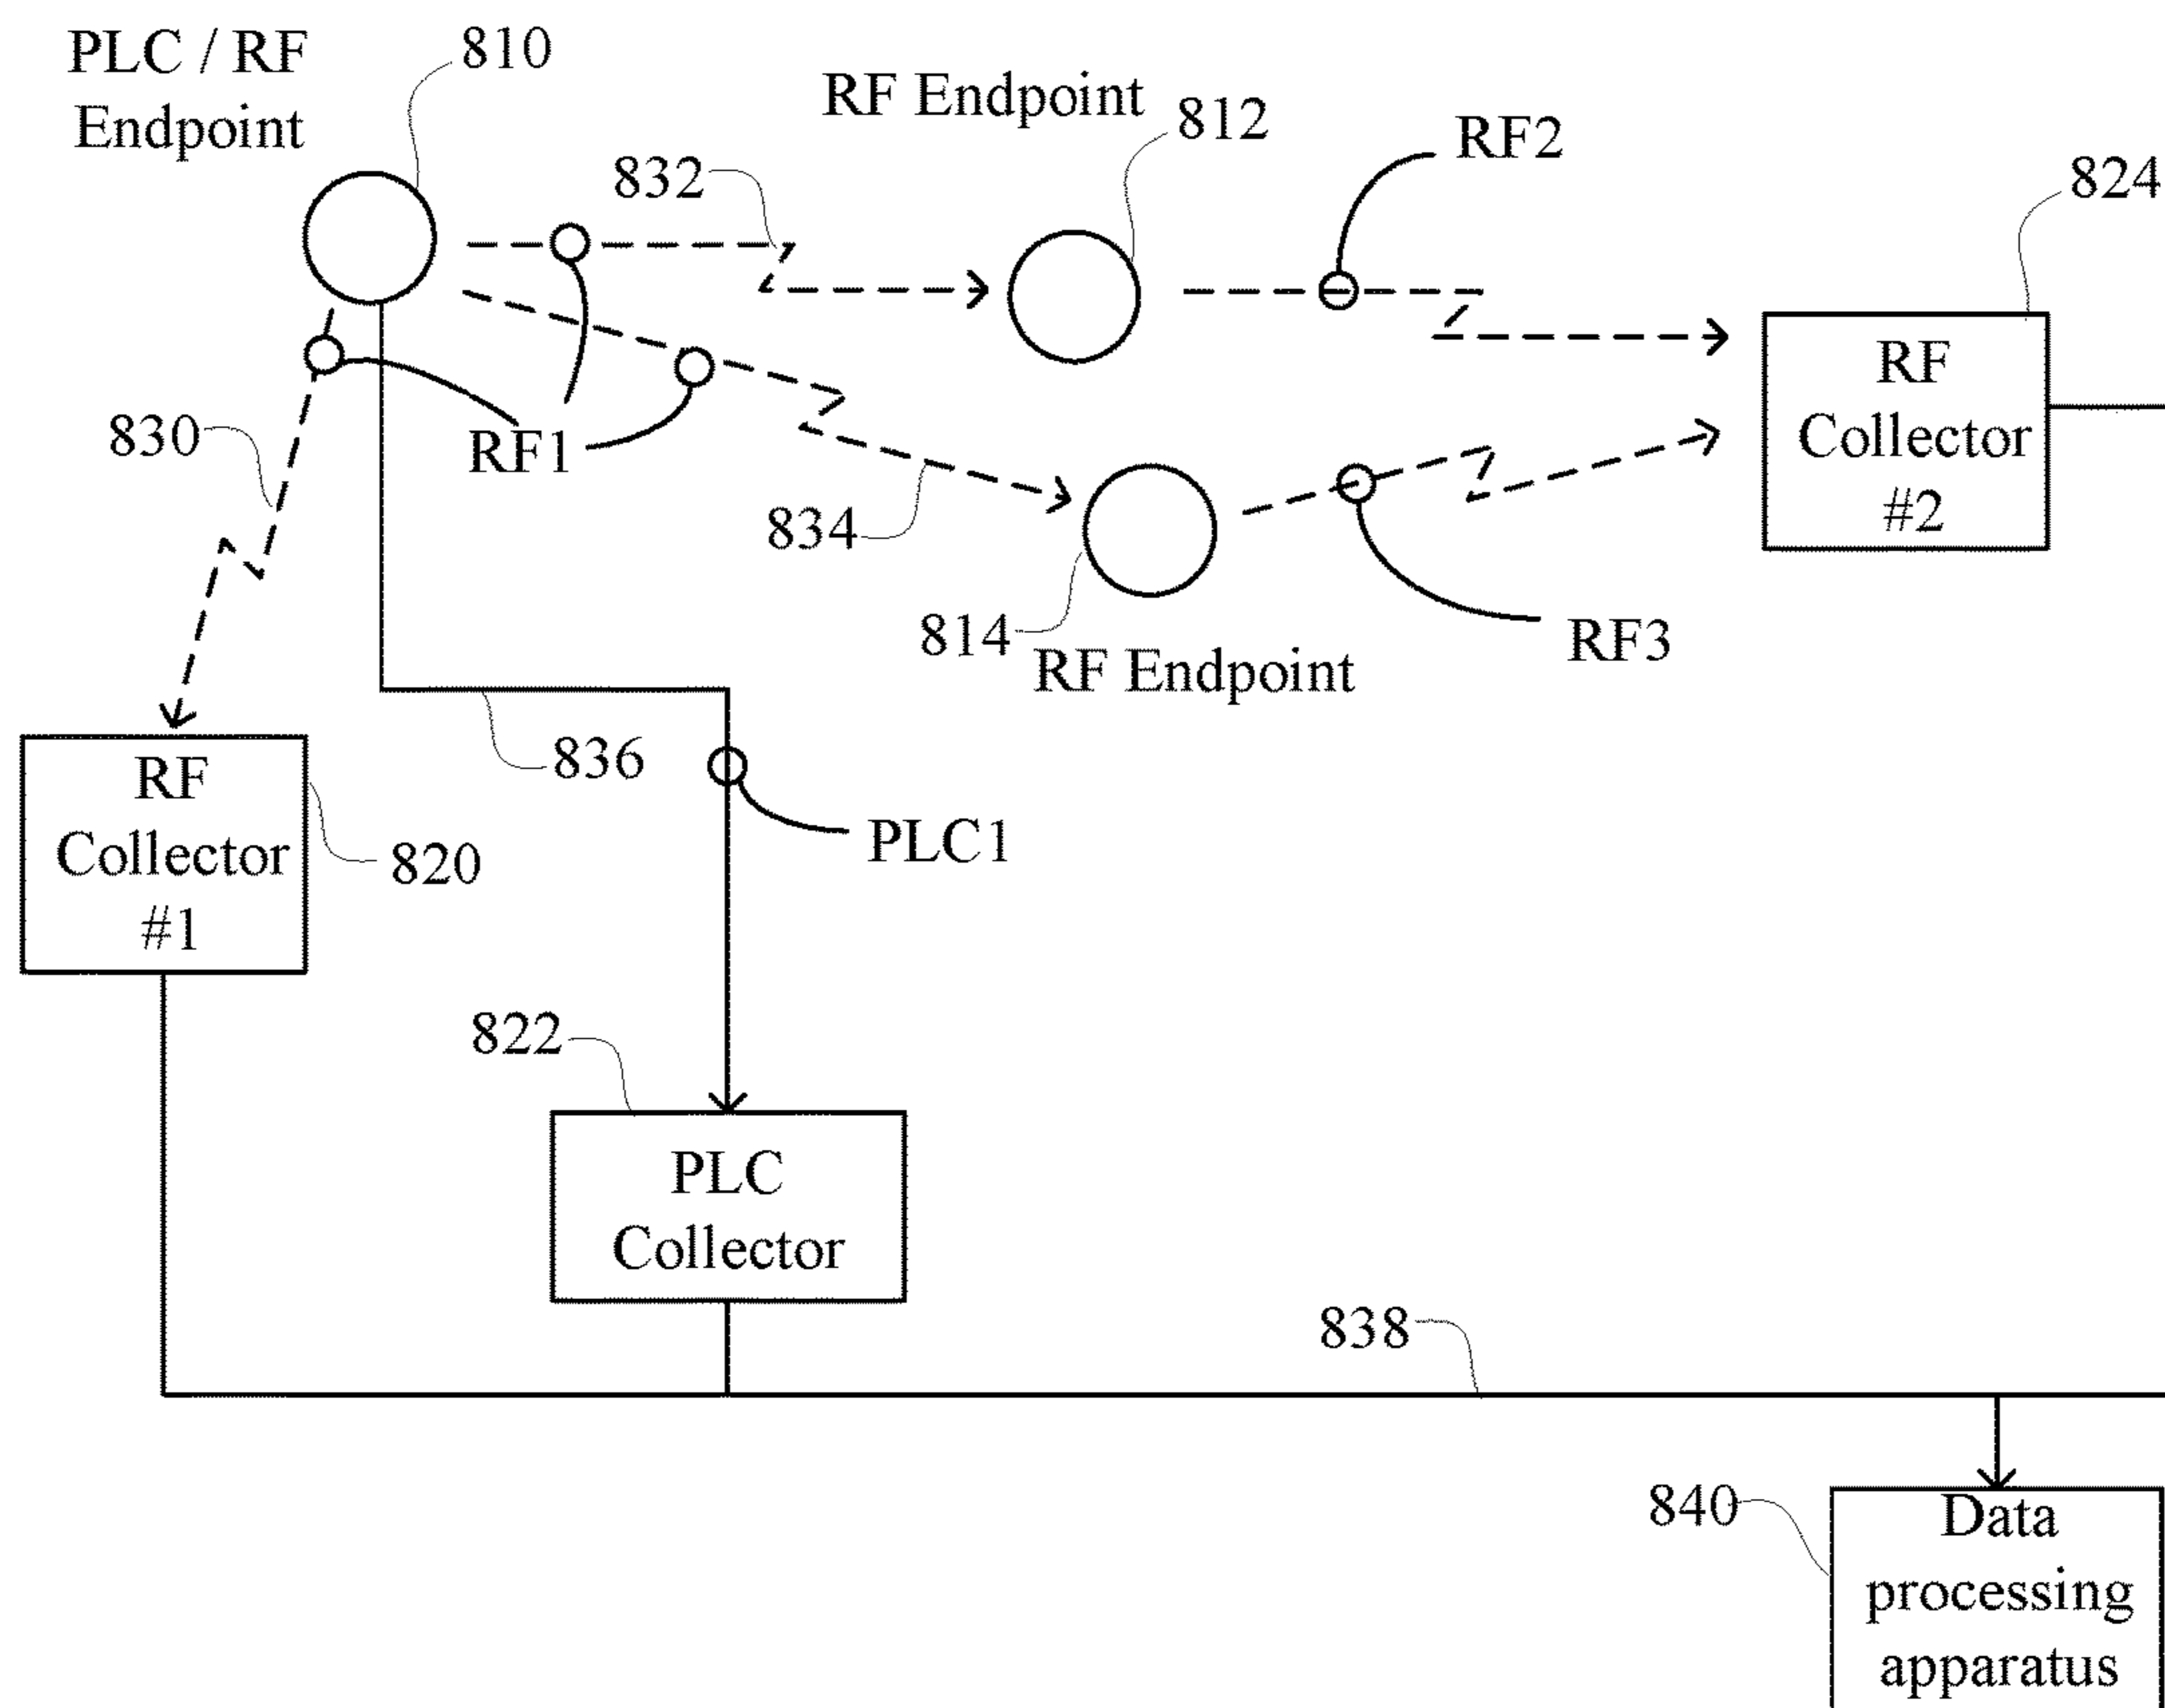 PLC / RF
Endpoint
810
RF Endpoint
812
RF2
832
824
RF
Collector
#2
830
RF1
834
814
RF Endpoint
RF3
836
RF
Collector
#1
820
PLC1
822
PLC
Collector
838
840
Data
processing
apparatus